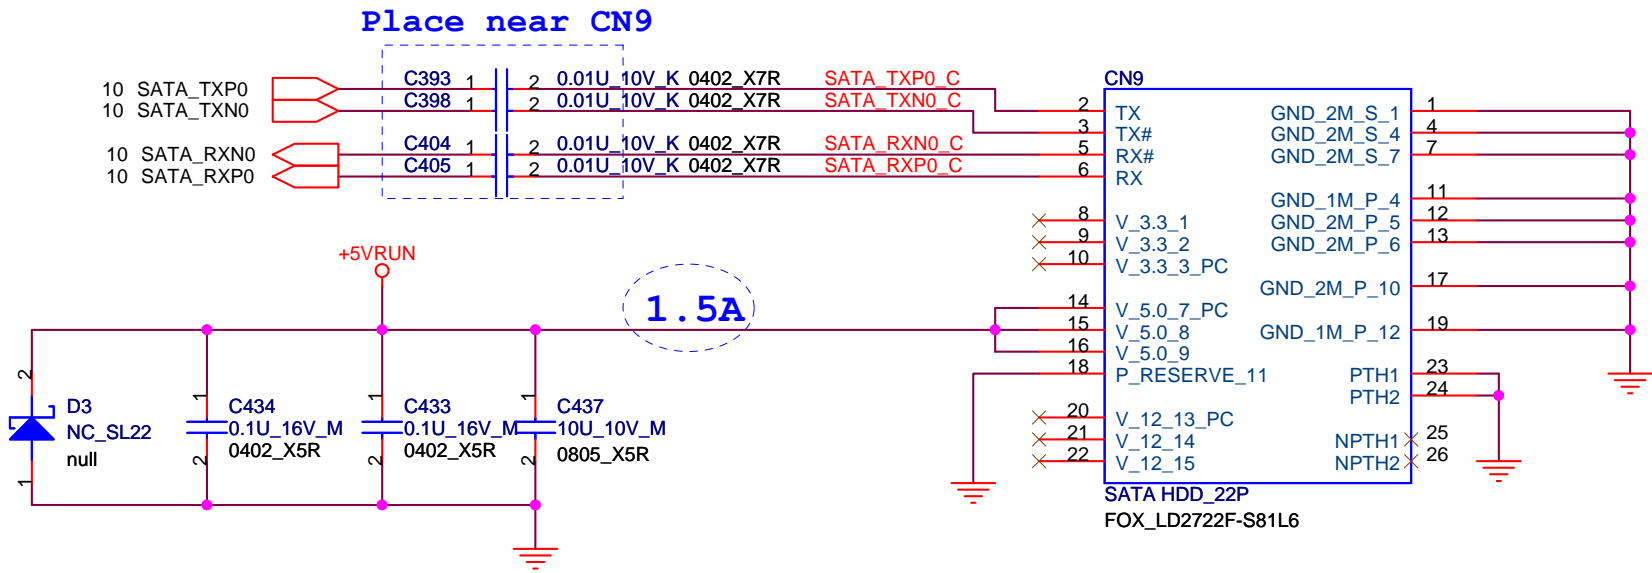 Place near CN9
10 SATA_TXP0 C393 1 2 0.01U_10V_K 0402_X7R SATA_TXP0_C
10 SATA_TXN0 C398 1 2 0.01U_10V_K 0402_X7R SATA_TXN0_C
10 SATA_RXN0 C404 1 2 0.01U_10V_K 0402_X7R SATA_RXN0_C
10 SATA_RXP0 C405 1 2 0.01U_10V_K 0402_X7R SATA_RXP0_C
CN9
2 TX GND_2M_S_1 1
3 TX# GND_2M_S_4 4
5 RX# GND_2M_S_7 7
6 RX
GND_1M_P_4 11
8 V_3.3_1 GND_2M_P_5 12
9 V_3.3_2 GND_2M_P_6 13
10 V_3.3_3_PC
GND_2M_P_10 17
14 V_5.0_7_PC
15 V_5.0_8 GND_1M_P_12 19
16 V_5.0_9
18 P_RESERVE_11 PTH1 23
PTH2 24
20 V_12_13_PC
21 V_12_14 NPTH1 25
22 V_12_15 NPTH2 26
SATA HDD_22P
FOX_LD2722F-S81L6
+5VRUN
1.5A
2
D3
NC_SL22
null
1
1
C434
0.1U_16V_M
0402_X5R
2
1
C433
0.1U_16V_M
0402_X5R
2
1
C437
10U_10V_M
0805_X5R
2